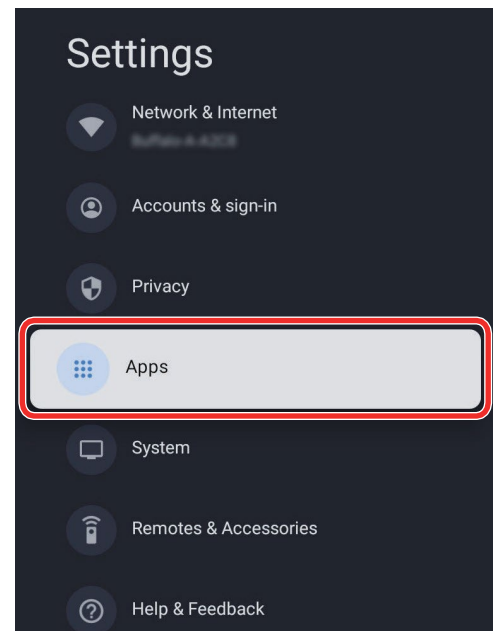 Settings
Network & Internet
Accounts & sign-in
Privacy
Apps
System
Remotes & Accessories
Help & Feedback